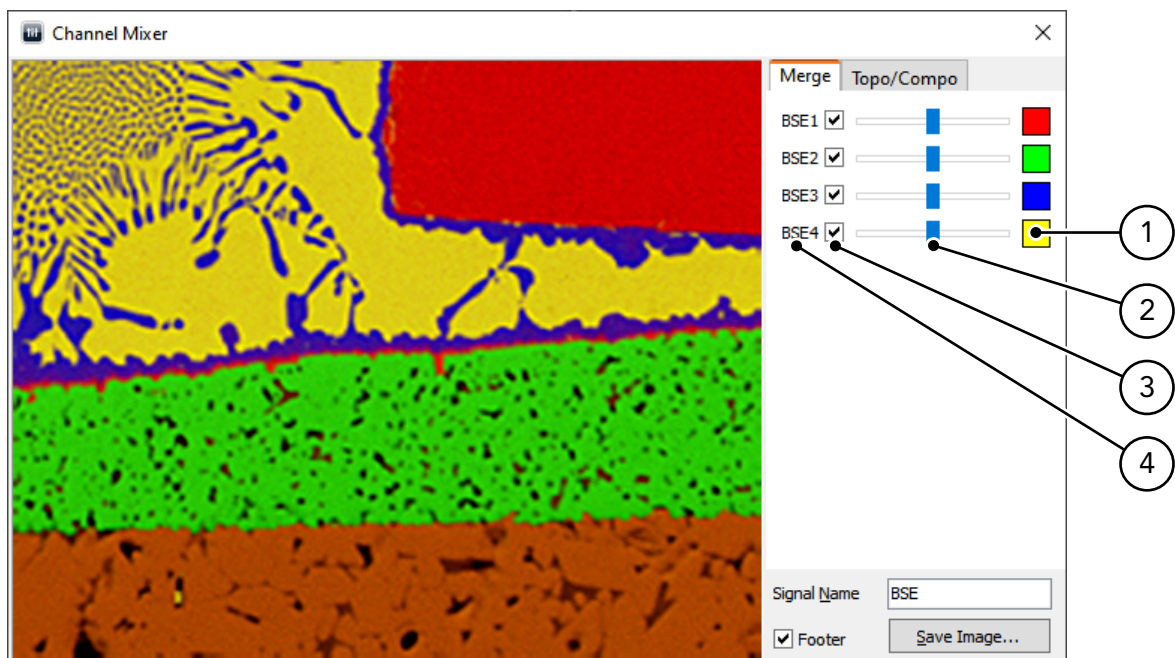 Channel Mixer
Merge Topo/Compo
BSE1
BSE2
BSE3
BSE4
1
2
3
4
Signal Name BSE
Footer Save Image...